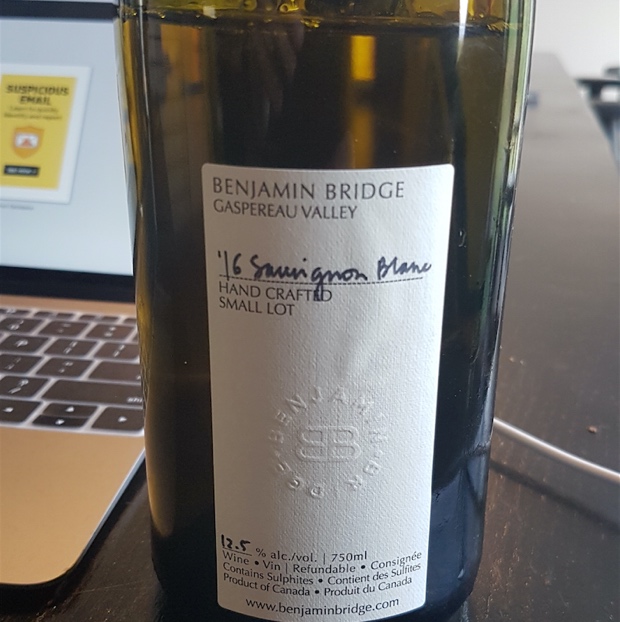 SUSPICIOUS
EMAIL
BENJAMIN BRIDGE
GASPEREAU VALLEY
'16 Sauvignon Blanc
HAND CRAFTED
SMALL LOT
BENJAMIN • BRIDGE •
BB
12.5 % alc./vol. | 750ml
Wine • Vin | Refundable • Consignée
Contains Sulphites • Contient des Sulfites
Product of Canada • Produit du Canada
www.benjaminbridge.com